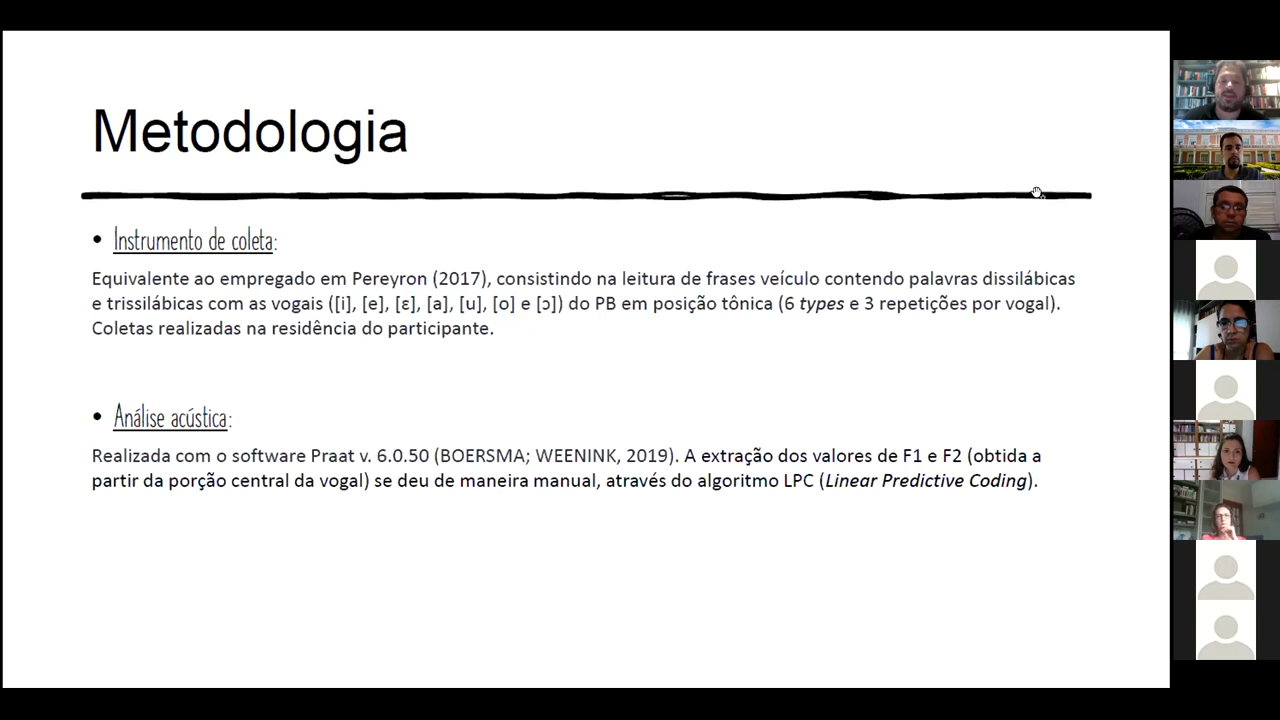 Metodologia
• Instrumento de coleta:
Equivalente ao empregado em Pereyron (2017), consistindo na leitura de frases veículo contendo palavras dissilábicas
e trissilábicas com as vogais ([i], [e], [ɛ], [a], [u], [o] e [ɔ]) do PB em posição tônica (6 types e 3 repetições por vogal).
Coletas realizadas na residência do participante.
• Análise acústica:
Realizada com o software Praat v. 6.0.50 (BOERSMA; WEENINK, 2019). A extração dos valores de F1 e F2 (obtida a
partir da porção central da vogal) se deu de maneira manual, através do algoritmo LPC (Linear Predictive Coding).